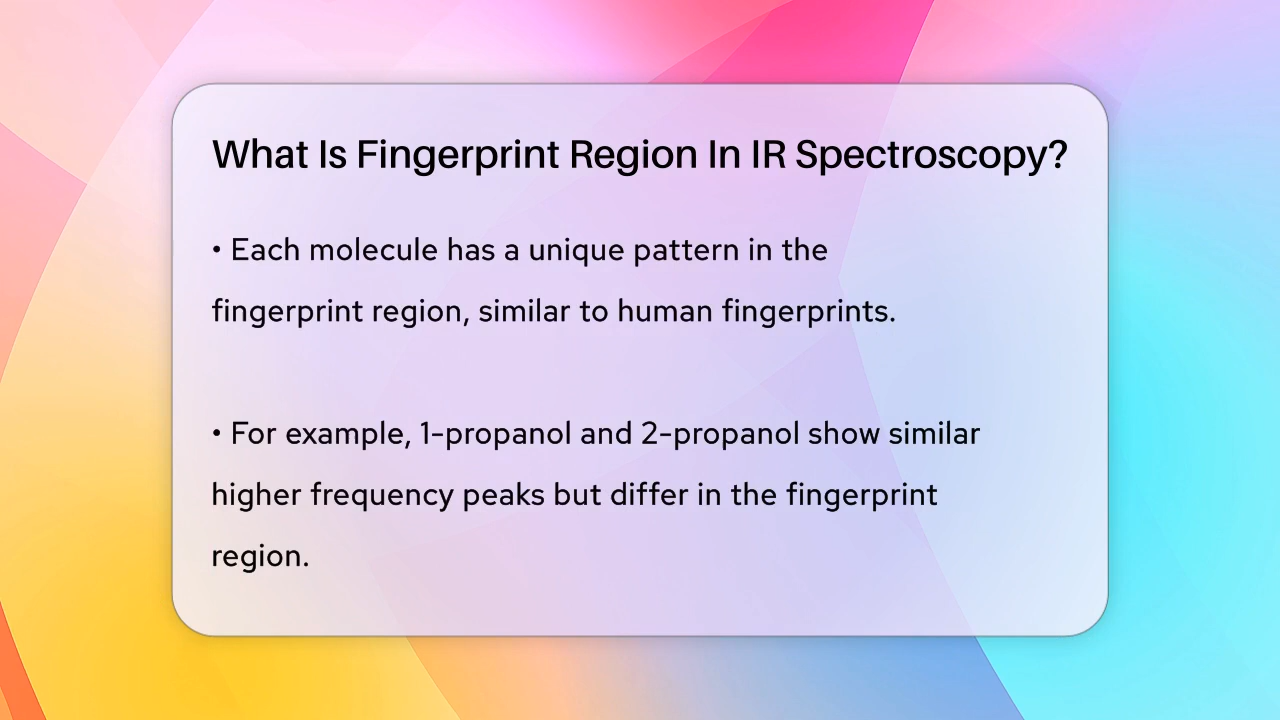 What Is Fingerprint Region In IR Spectroscopy?
• Each molecule has a unique pattern in the
fingerprint region, similar to human fingerprints.
• For example, 1-propanol and 2-propanol show similar
higher frequency peaks but differ in the fingerprint
region.